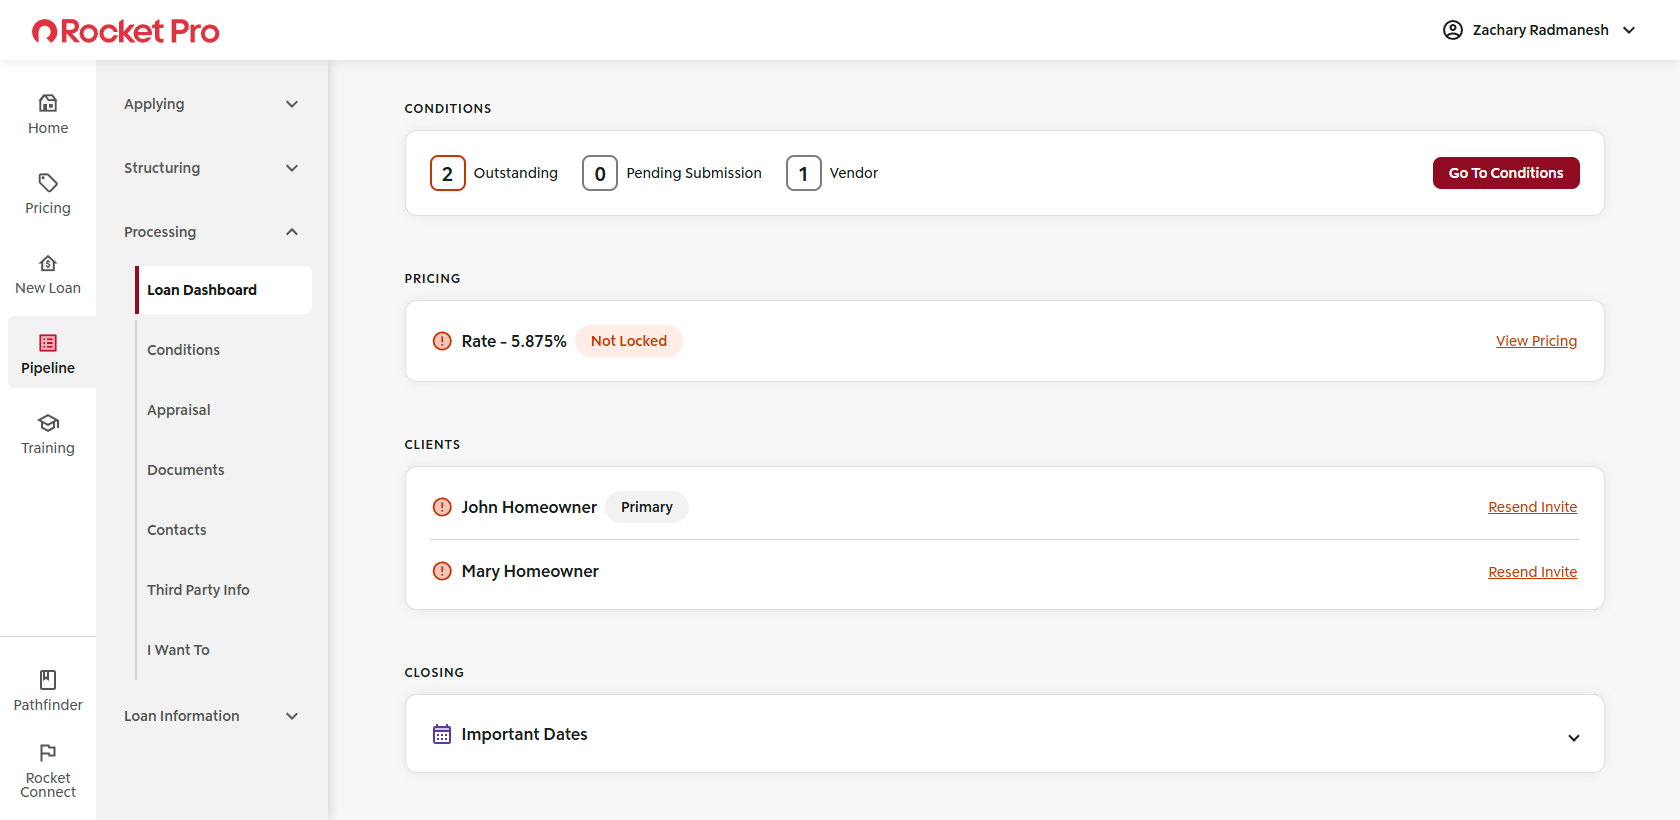 Rocket Pro
Zachary Radmanesh
Home
Pricing
New Loan
Pipeline
Training
Pathfinder
Rocket
Connect
Applying
Structuring
Processing
Loan Dashboard
Conditions
Appraisal
Documents
Contacts
Third Party Info
I Want To
Loan Information
CONDITIONS
2 Outstanding 0 Pending Submission 1 Vendor Go To Conditions
PRICING
Rate - 5.875% Not Locked View Pricing
CLIENTS
John Homeowner Primary Resend Invite
Mary Homeowner Resend Invite
CLOSING
Important Dates